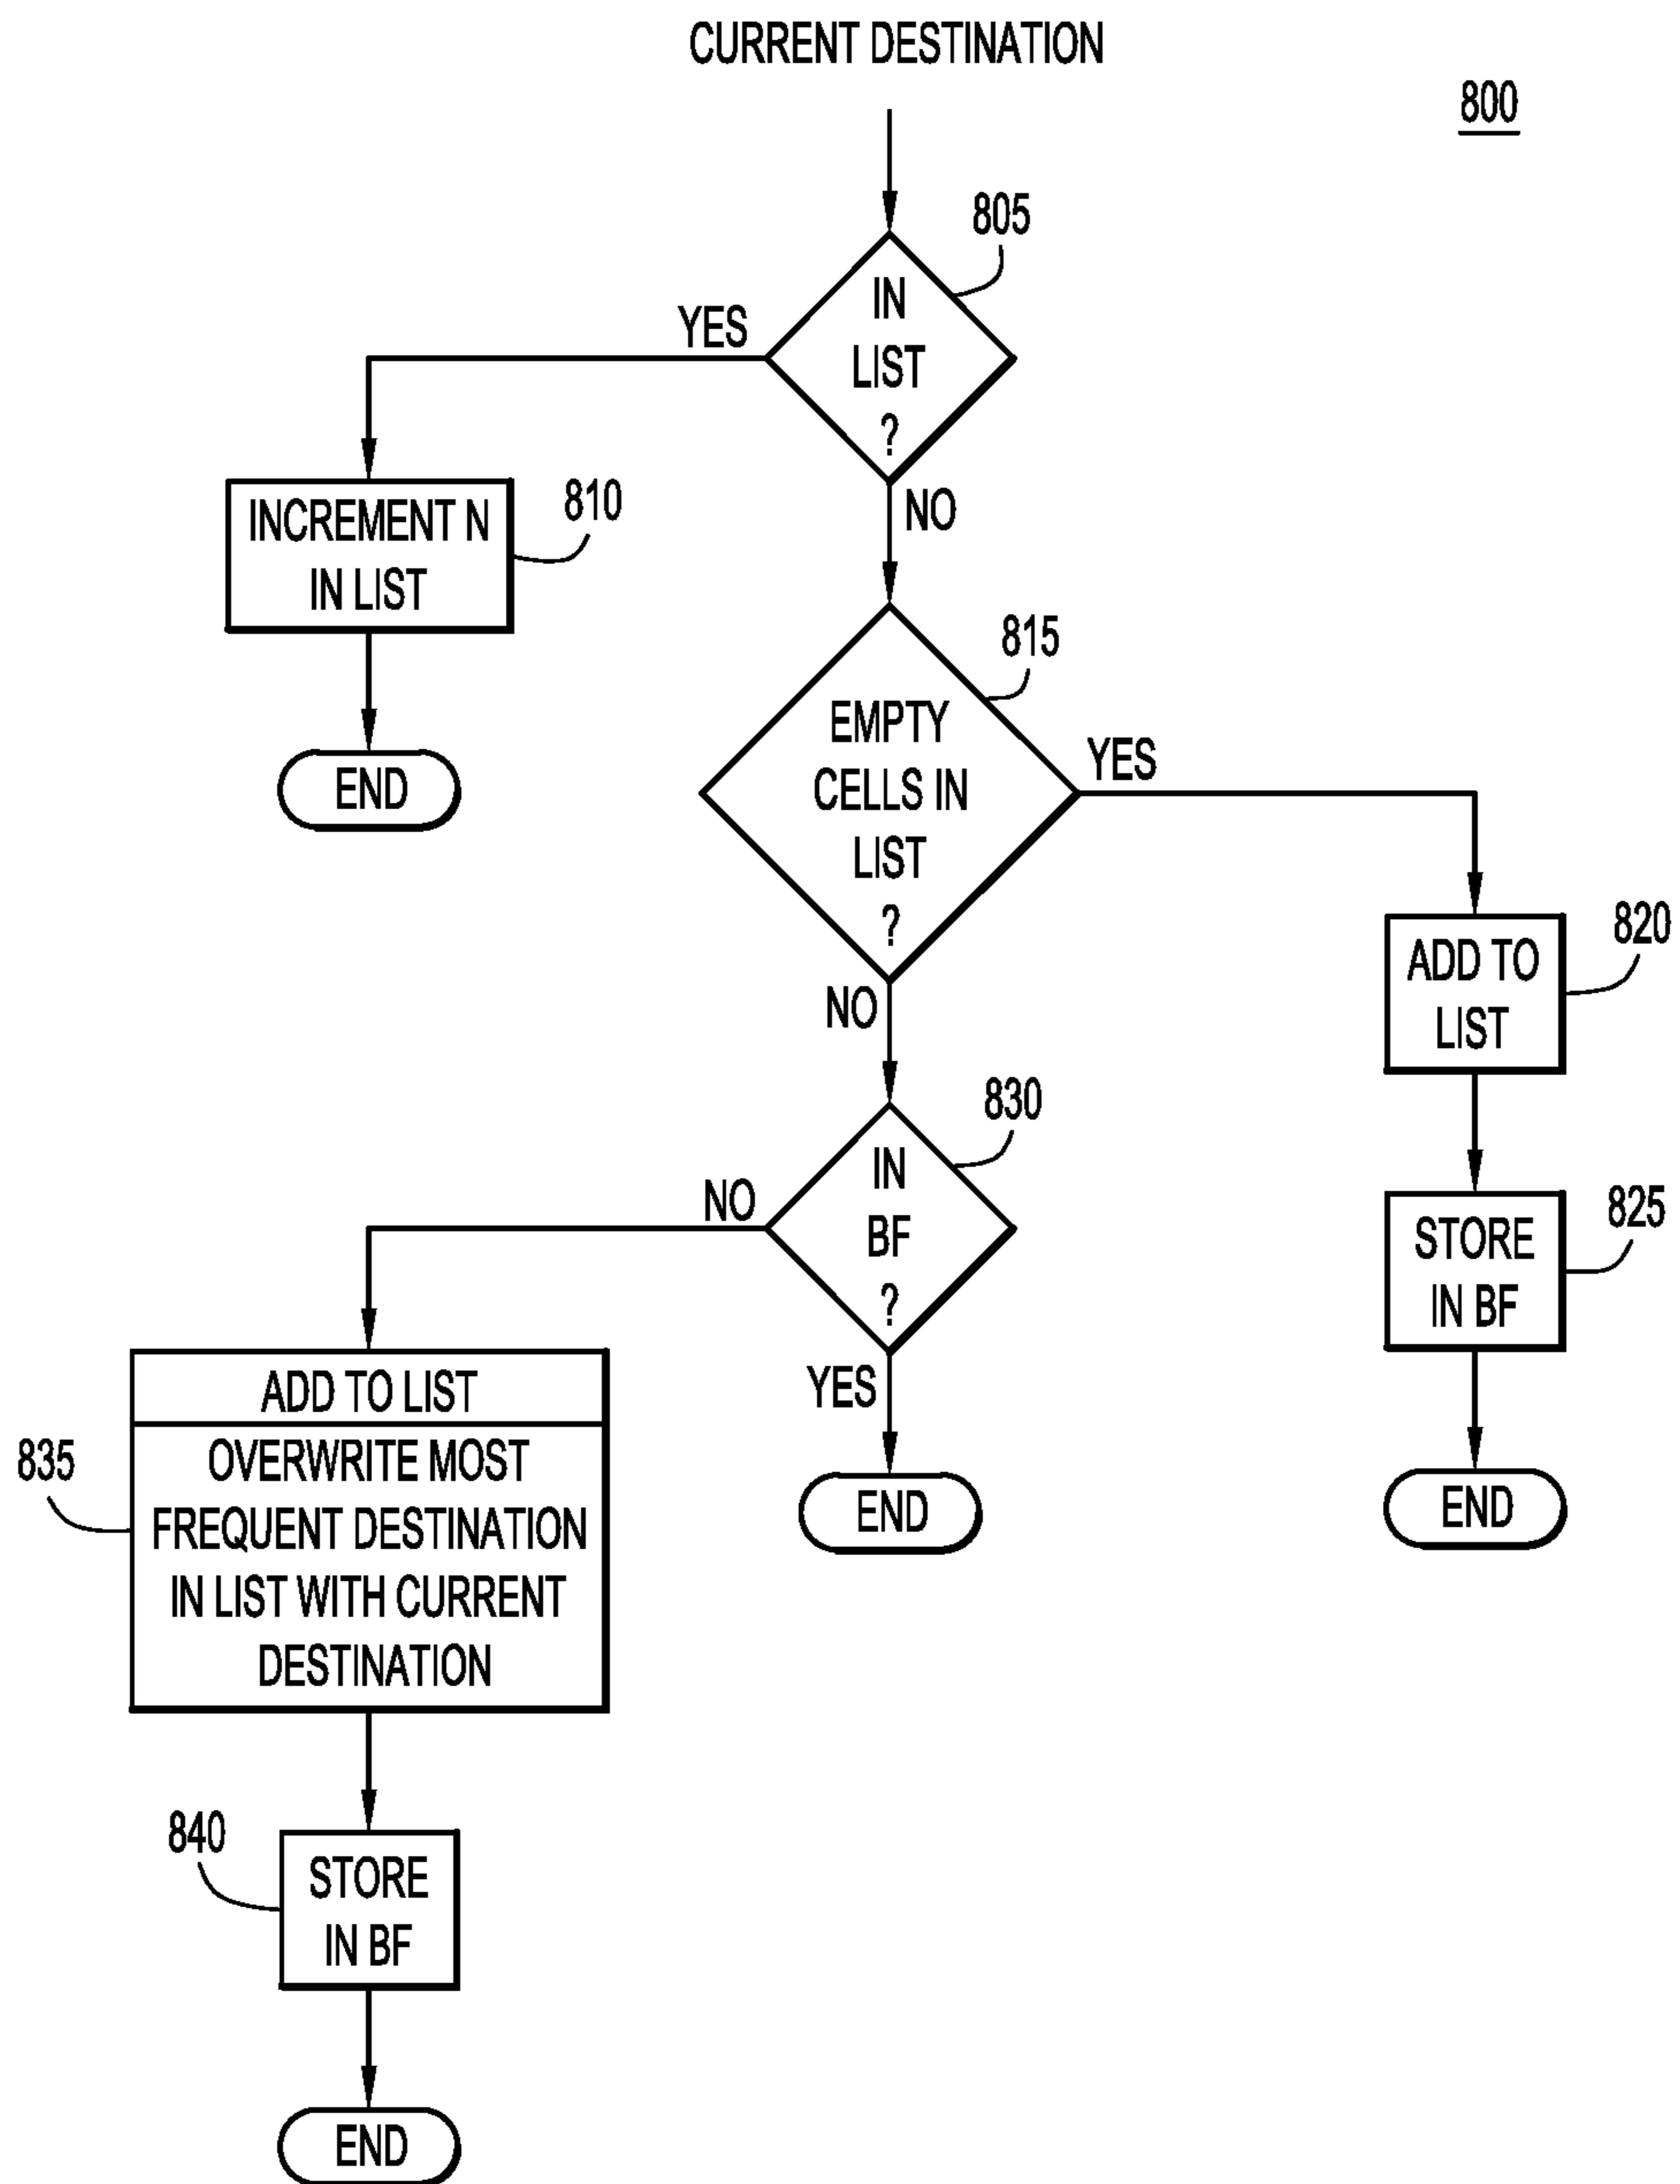 CURRENT DESTINATION
800
805
IN
LIST
?
YES
NO
INCREMENT N
IN LIST
810
END
815
EMPTY
CELLS IN
LIST
?
YES
NO
820
ADD TO
LIST
825
STORE
IN BF
END
830
IN
BF
?
NO
YES
END
835
ADD TO LIST
OVERWRITE MOST
FREQUENT DESTINATION
IN LIST WITH CURRENT
DESTINATION
840
STORE
IN BF
END